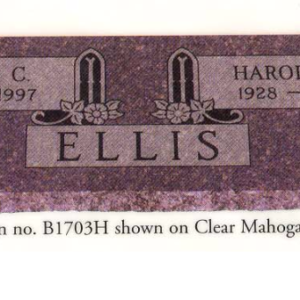 C. HAROL
1997 1928 –
ELLIS
n no. B1703H shown on Clear Mahoga